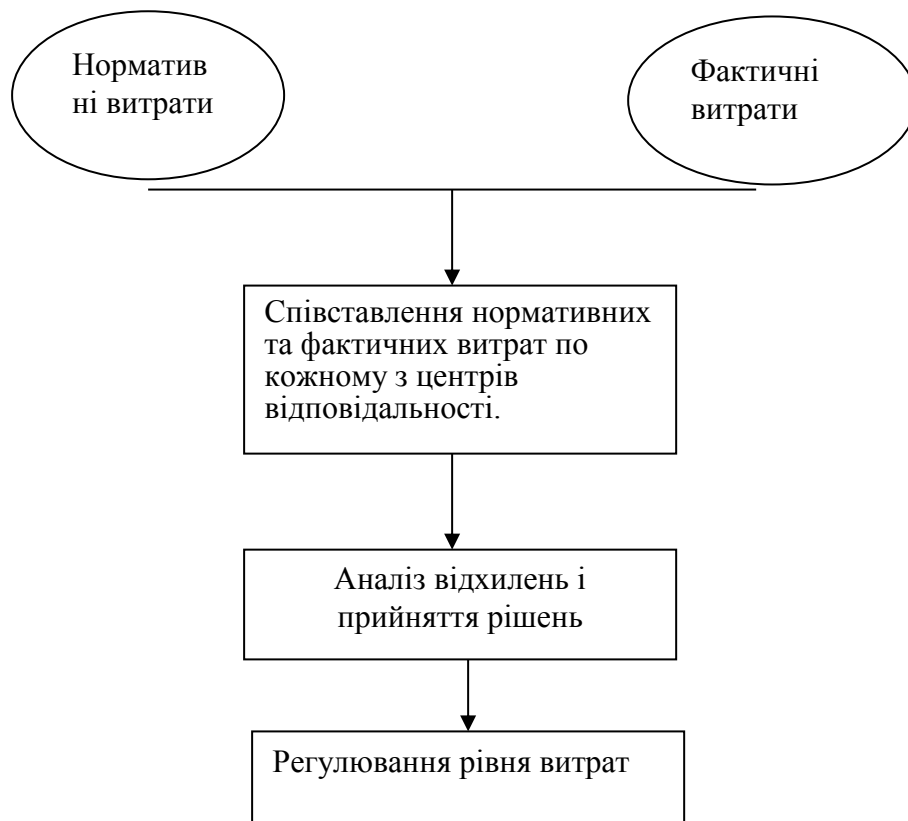 Норматив
ні витрати
Фактичні
витрати
Співставлення нормативних
та фактичних витрат по
кожному з центрів
відповідальності.
Аналіз відхилень і
прийняття рішень
Регулювання рівня витрат